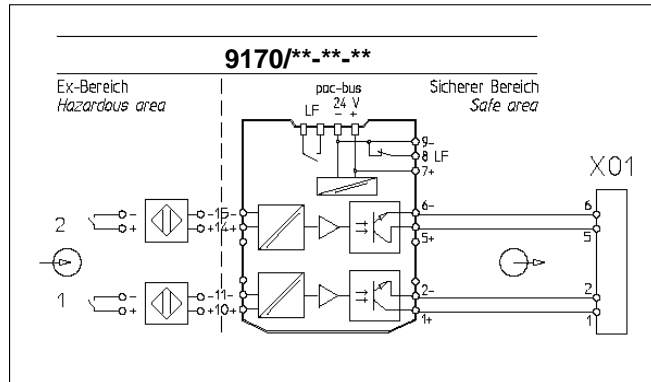 9170/**-**-**
Ex-Bereich
Hazardous area
pac-bus
LF 24 V
- +
Sicherer Bereich
Safe area
9-
8 LF
7+
X01
2
- -15- 6- 6
+ +14+ 5+ 5
1
- -11- 2- 2
+ +10+ 1+ 1